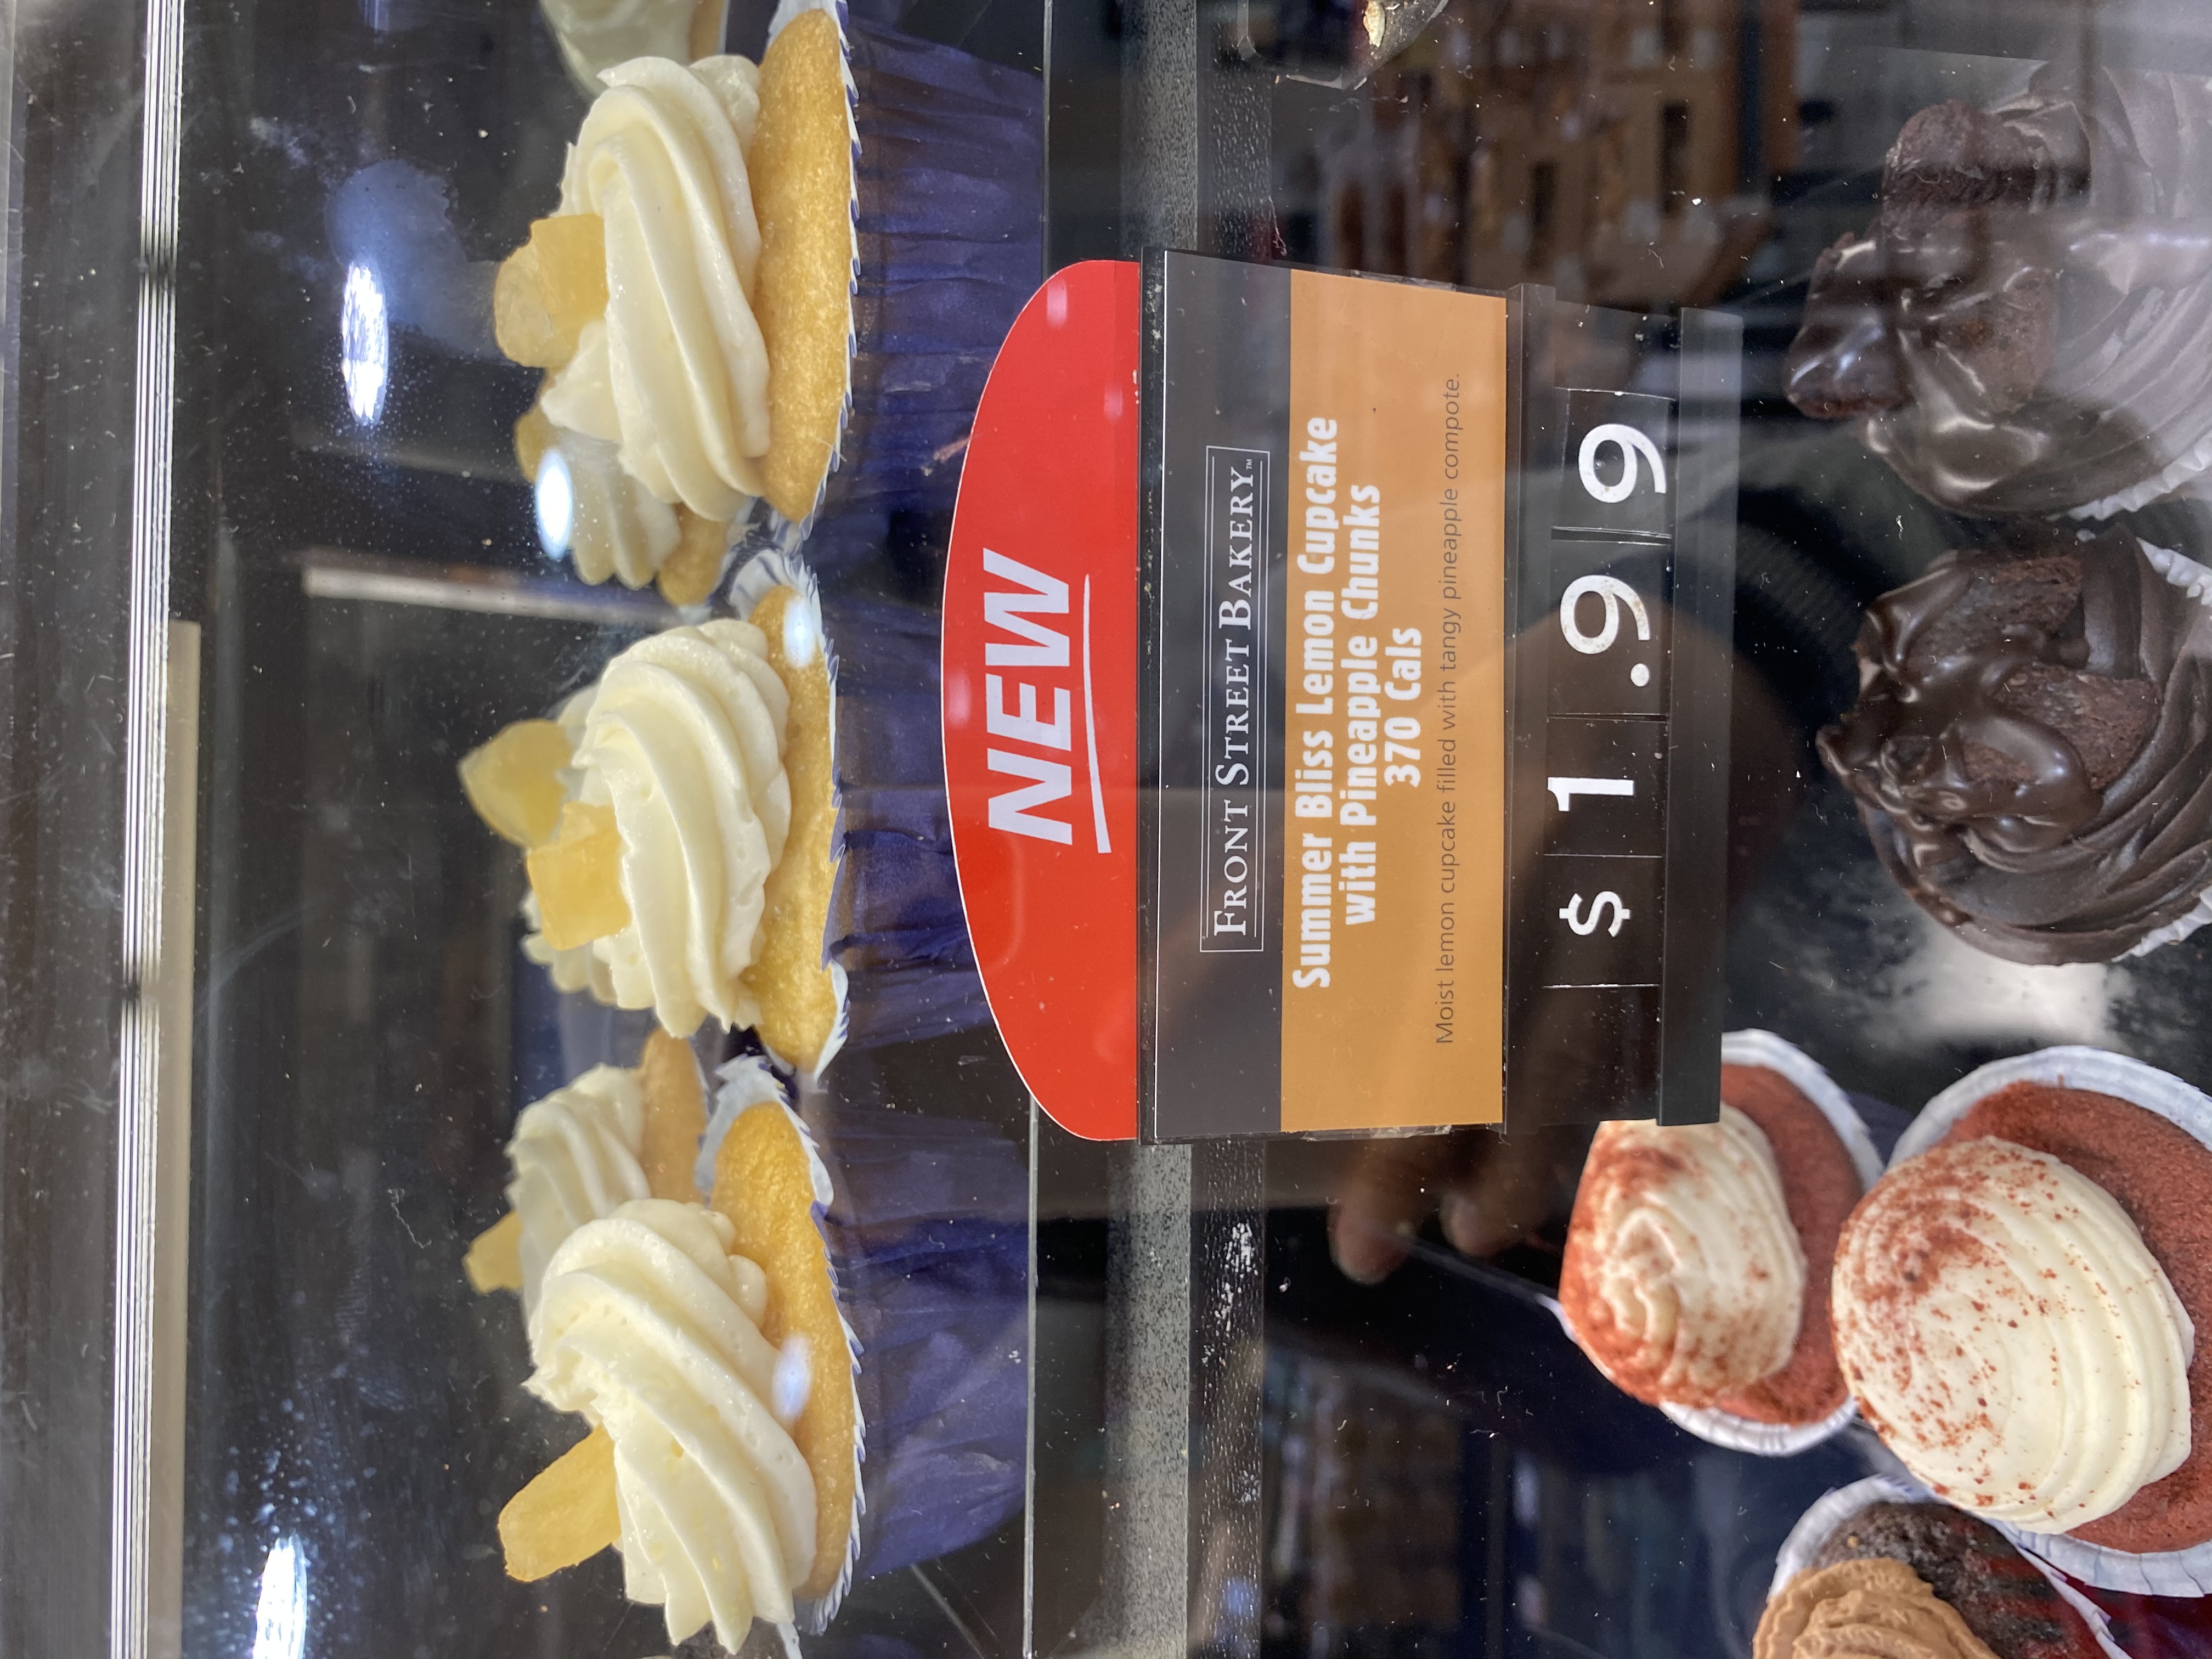 NEW
FRONT STREET BAKERY™
Summer Bliss Lemon Cupcake
with Pineapple Chunks
370 Cals
Moist lemon cupcake filled with tangy pineapple compote.
$1.99